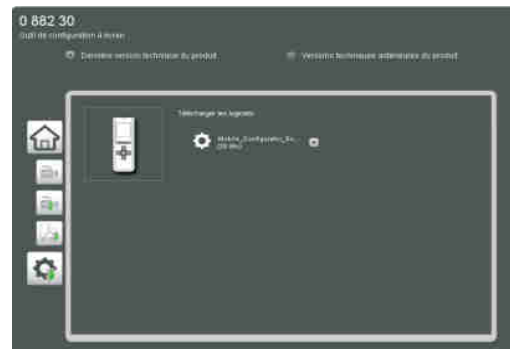 0 882 30
Outil de configuration à écran
Dernière version technique du produit
Versions techniques antérieures du produit
Télécharger les logiciels
Mobile_Configurator_